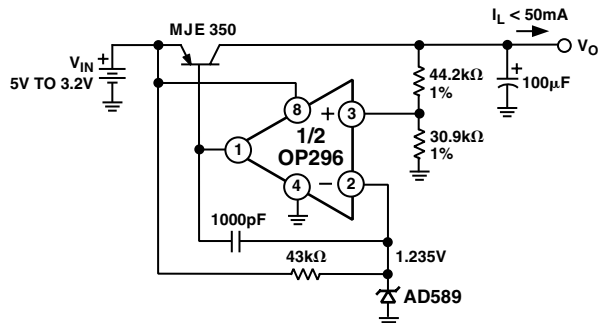 MJE 350
I_L < 50mA
V_IN +
5V TO 3.2V
V_O
44.2kΩ
1%
+
100μF
8
+
3
1
1/2
OP296
30.9kΩ
1%
4
−
2
1000pF
1.235V
43kΩ
AD589